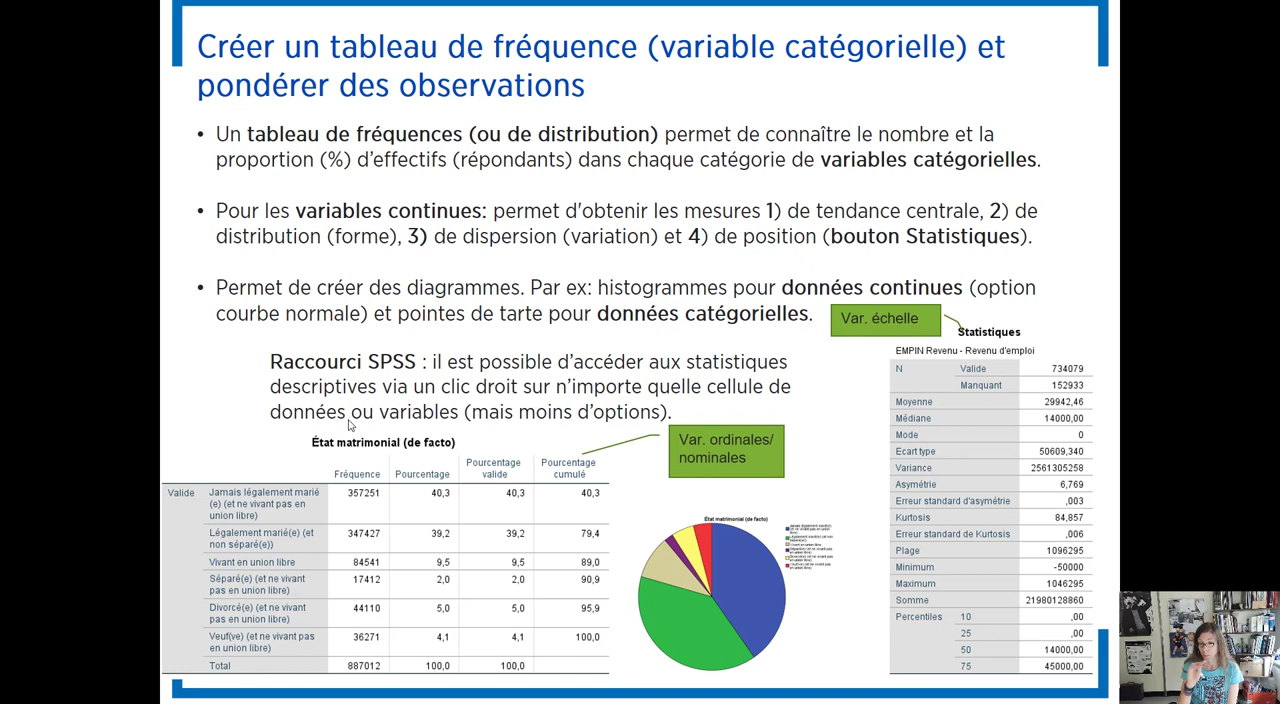 Créer un tableau de fréquence (variable catégorielle) et
pondérer des observations
• Un tableau de fréquences (ou de distribution) permet de connaître le nombre et la
proportion (%) d'effectifs (répondants) dans chaque catégorie de variables catégorielles.
• Pour les variables continues: permet d'obtenir les mesures 1) de tendance centrale, 2) de
distribution (forme), 3) de dispersion (variation) et 4) de position (bouton Statistiques).
• Permet de créer des diagrammes. Par ex: histogrammes pour données continues (option
courbe normale) et pointes de tarte pour données catégorielles.
Raccourci SPSS : il est possible d'accéder aux statistiques
descriptives via un clic droit sur n'importe quelle cellule de
données ou variables (mais moins d'options).
État matrimonial (de facto)
Fréquence Pourcentage Pourcentage valide Pourcentage cumulé
Valide Jamais légalement marié
(e) (et ne vivant pas en
union libre) 357251 40,3 40,3 40,3
Légalement marié(e) (et
non séparé(e)) 347427 39,2 39,2 79,4
Vivant en union libre 84541 9,5 9,5 89,0
Séparé(e) (et ne vivant
pas en union libre) 17412 2,0 2,0 90,9
Divorcé(e) (et ne vivant
pas en union libre) 44110 5,0 5,0 95,9
Veuf(ve) (et ne vivant pas
en union libre) 36271 4,1 4,1 100,0
Total 887012 100,0 100,0
Var. ordinales/
nominales
État matrimonial (de facto)
Var. échelle
Statistiques
EMPIN Revenu - Revenu d'emploi
N Valide 734079
Manquant 152933
Moyenne 29942,46
Médiane 14000,00
Mode 0
Ecart type 50609,340
Variance 2561305258
Asymétrie 6,769
Erreur standard d'asymétrie ,003
Kurtosis 84,857
Erreur standard de Kurtosis ,006
Plage 1096295
Minimum -50000
Maximum 1046295
Somme 21980128860
Percentiles 10 ,00
25 ,00
50 14000,00
75 45000,00